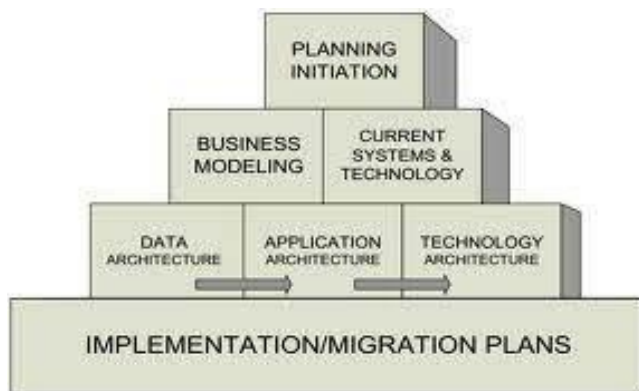 PLANNING
INITIATION
BUSINESS
MODELING
CURRENT
SYSTEMS &
TECHNOLOGY
DATA
ARCHITECTURE
APPLICATION
ARCHITECTURE
TECHNOLOGY
ARCHITECTURE
IMPLEMENTATION/MIGRATION PLANS